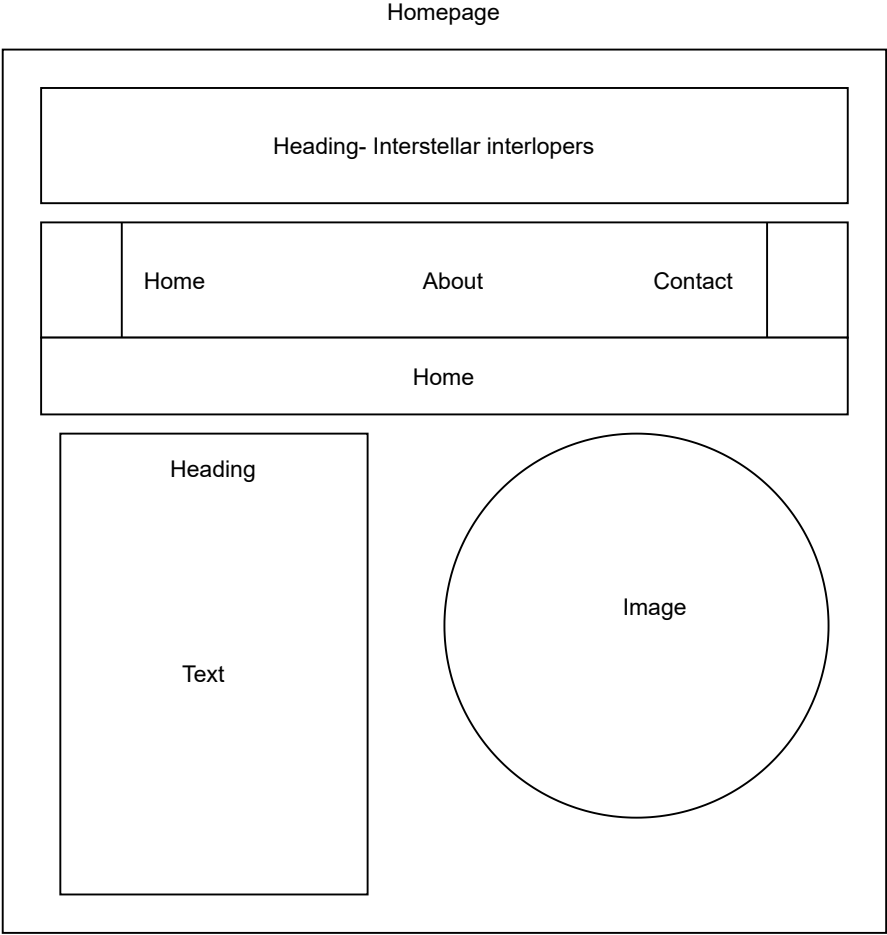 Homepage
Heading- Interstellar interlopers
Home About Contact
Home
Heading
Image
Text